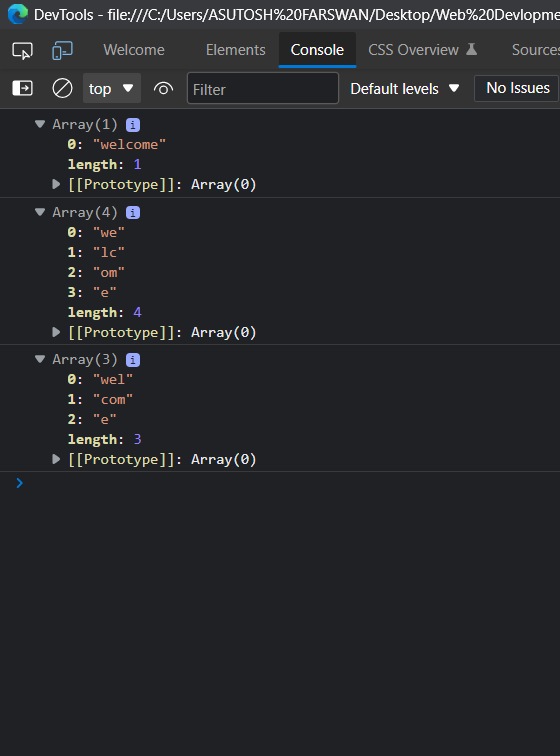 DevTools - file:///C:/Users/ASUTOSH%20FARSWAN/Desktop/Web%20Devlopme
Welcome Elements Console CSS Overview Sources
top Filter Default levels No Issues
Array(1) i
0: "welcome"
length: 1
[[Prototype]]: Array(0)
Array(4) i
0: "we"
1: "lc"
2: "om"
3: "e"
length: 4
[[Prototype]]: Array(0)
Array(3) i
0: "wel"
1: "com"
2: "e"
length: 3
[[Prototype]]: Array(0)